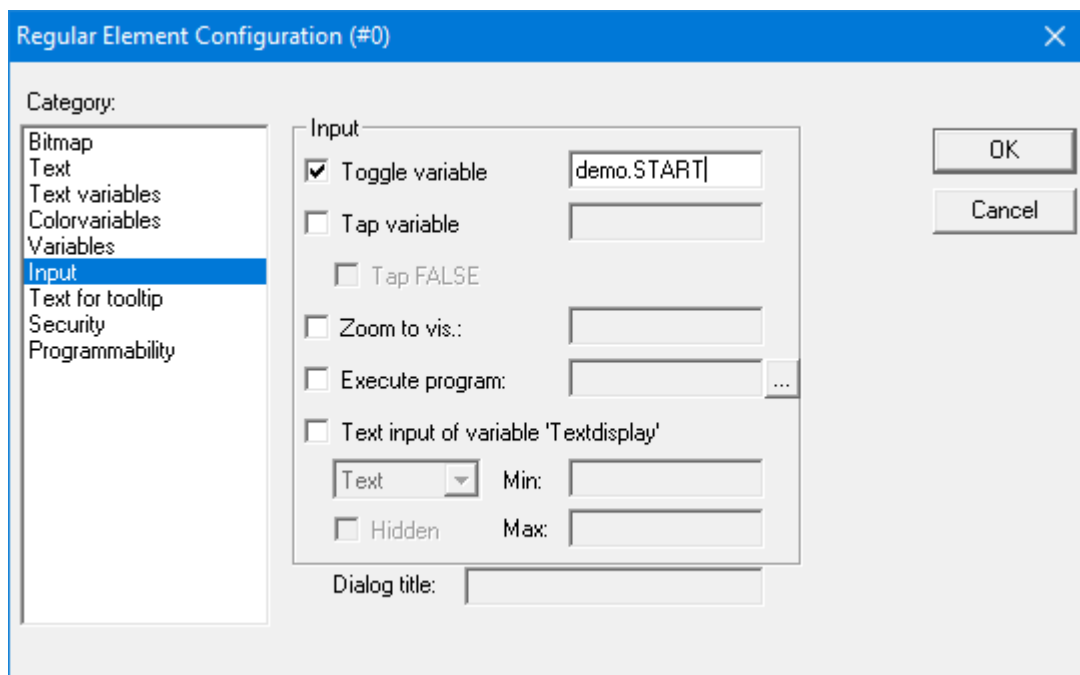 Regular Element Configuration (#0)
Category:
Bitmap
Text
Text variables
Colorvariables
Variables
Input
Text for tooltip
Security
Programmability
Input
Toggle variable demo.START
Tap variable
Tap FALSE
Zoom to vis.:
Execute program: ...
Text input of variable 'Textdisplay'
Text Min:
Hidden Max:
Dialog title:
OK
Cancel